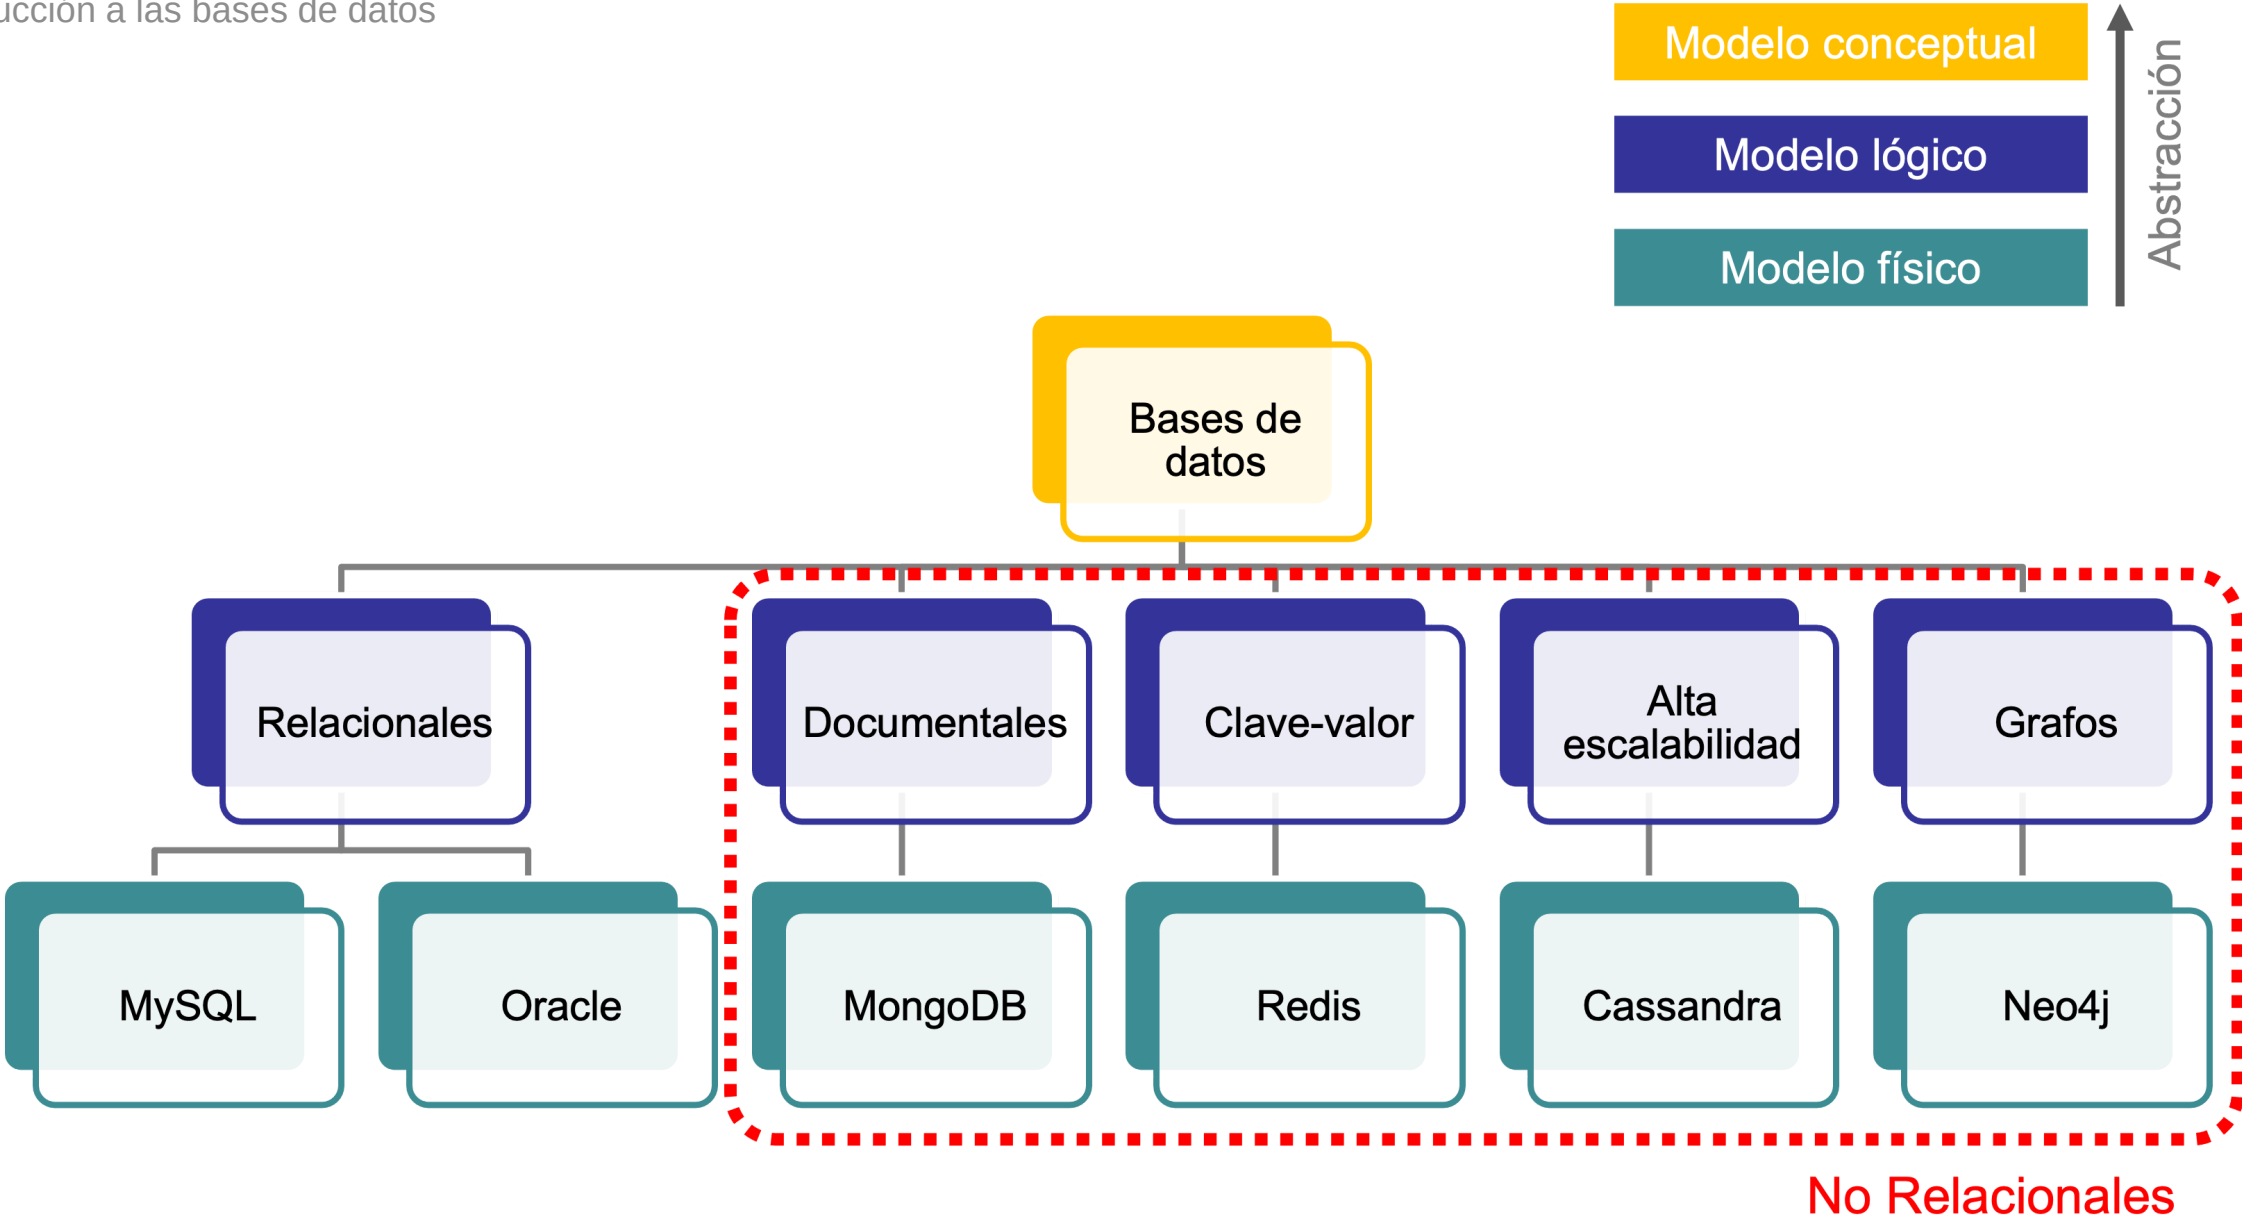 a las bases de datos
Modelo conceptual
Modelo lógico
Modelo físico
Abstracción
Bases de
datos
Relacionales
Documentales
Clave-valor
Alta
escalabilidad
Grafos
MySQL
Oracle
MongoDB
Redis
Cassandra
Neo4j
No Relacionales